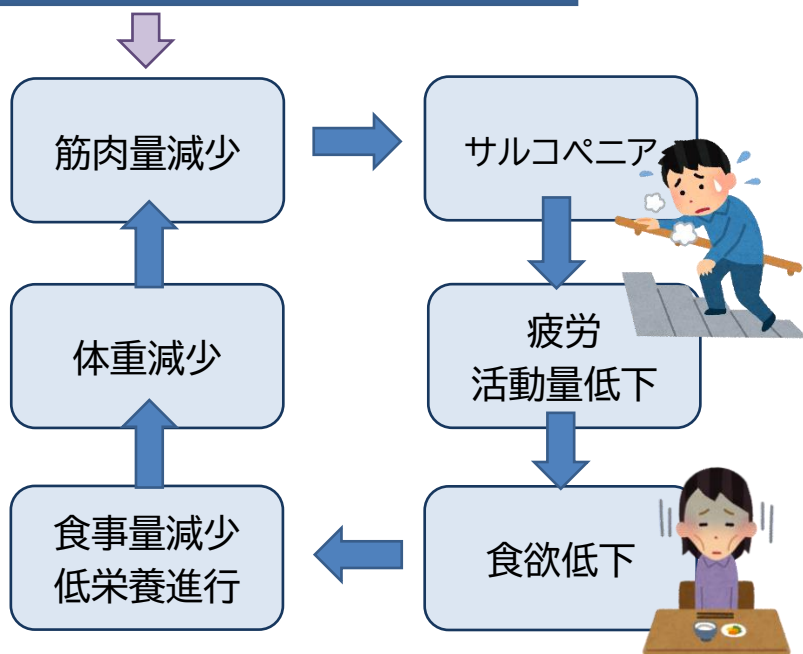 筋肉量減少
サルコペニア
体重減少
疲労
活動量低下
食事量減少
低栄養進行
食欲低下